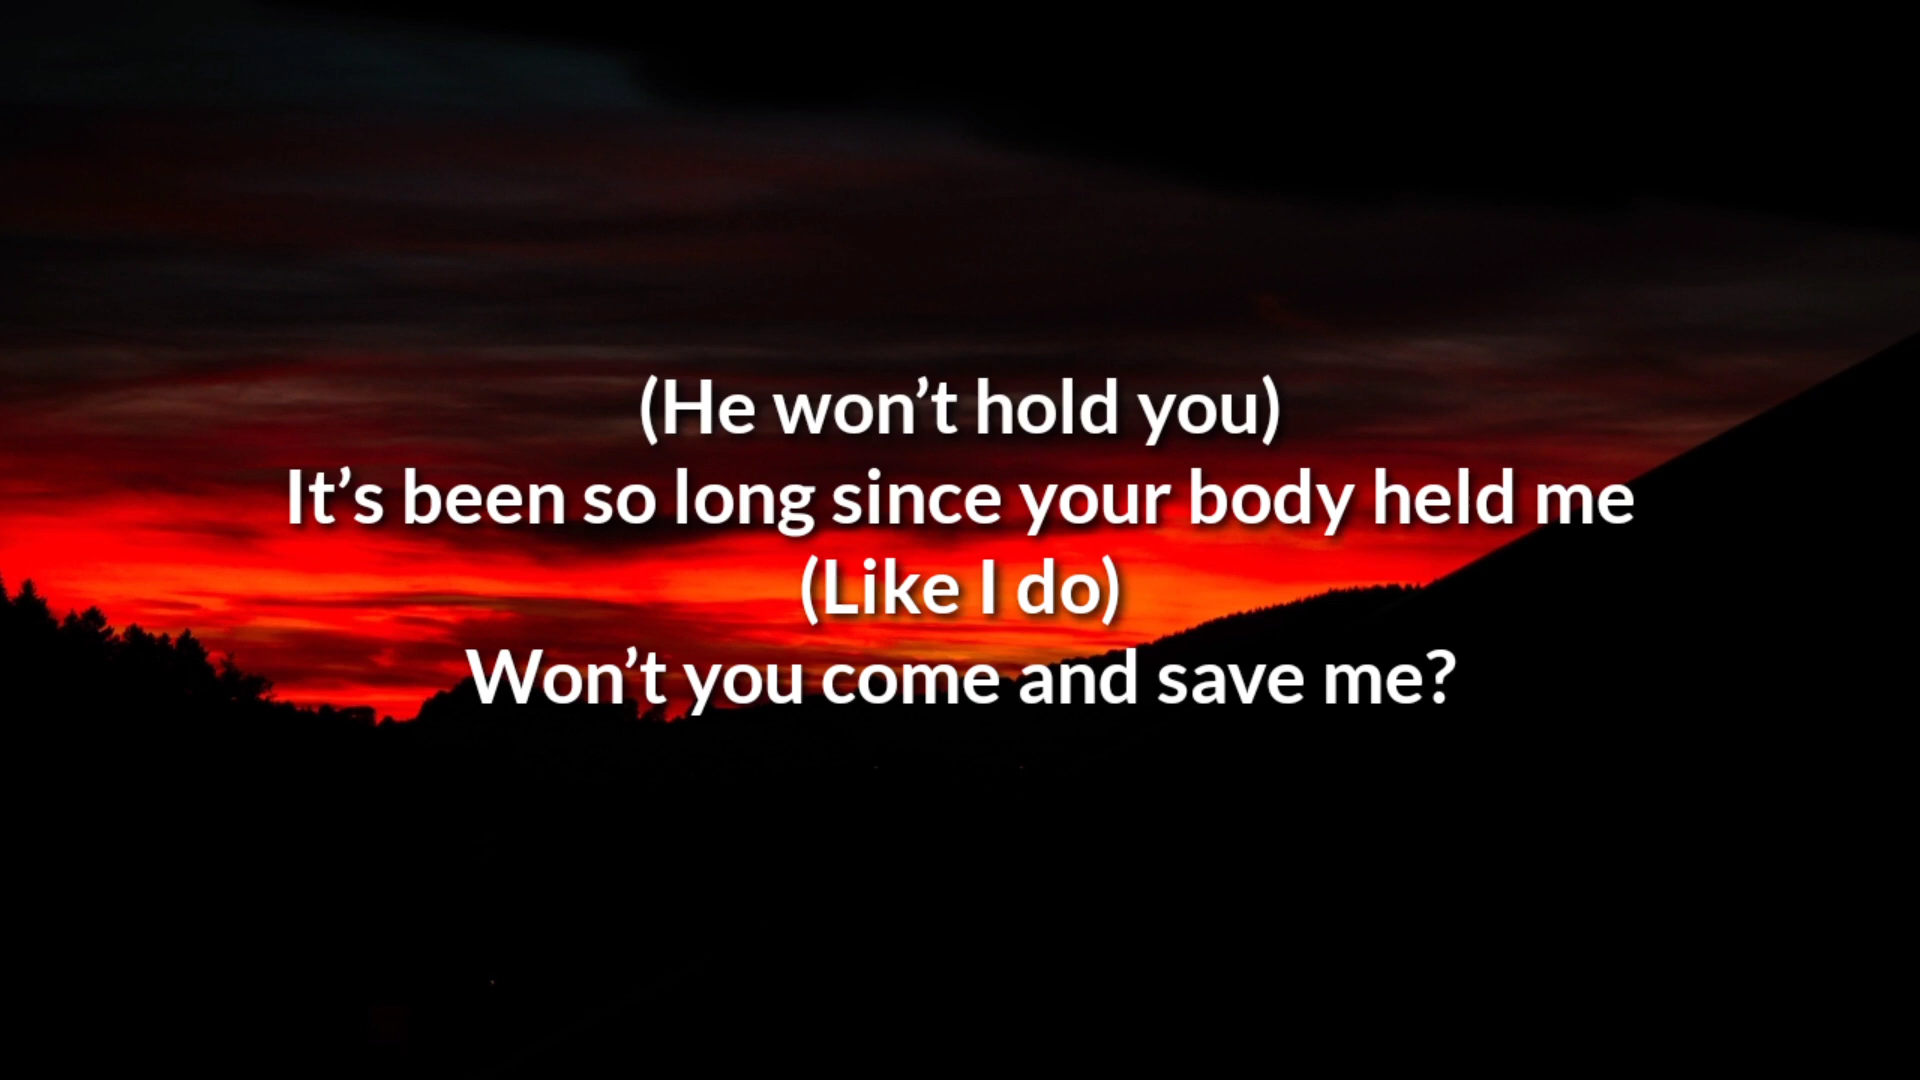 (He won’t hold you)
It’s been so long since your body held me
(Like I do)
Won’t you come and save me?